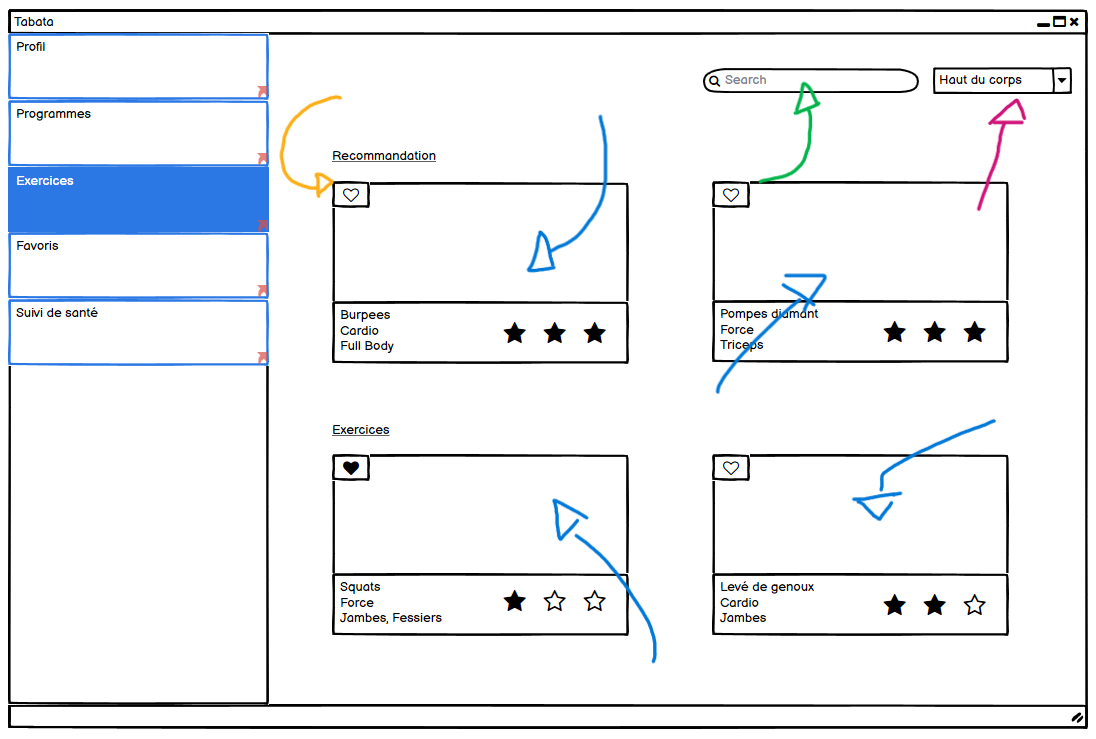 Tabata
Profil
Programmes
Exercices
Favoris
Suivi de santé
Search
Haut du corps
Recommandation
Burpees
Cardio
Full Body
Pompes diamant
Force
Triceps
Exercices
Squats
Force
Jambes, Fessiers
Levé de genoux
Cardio
Jambes